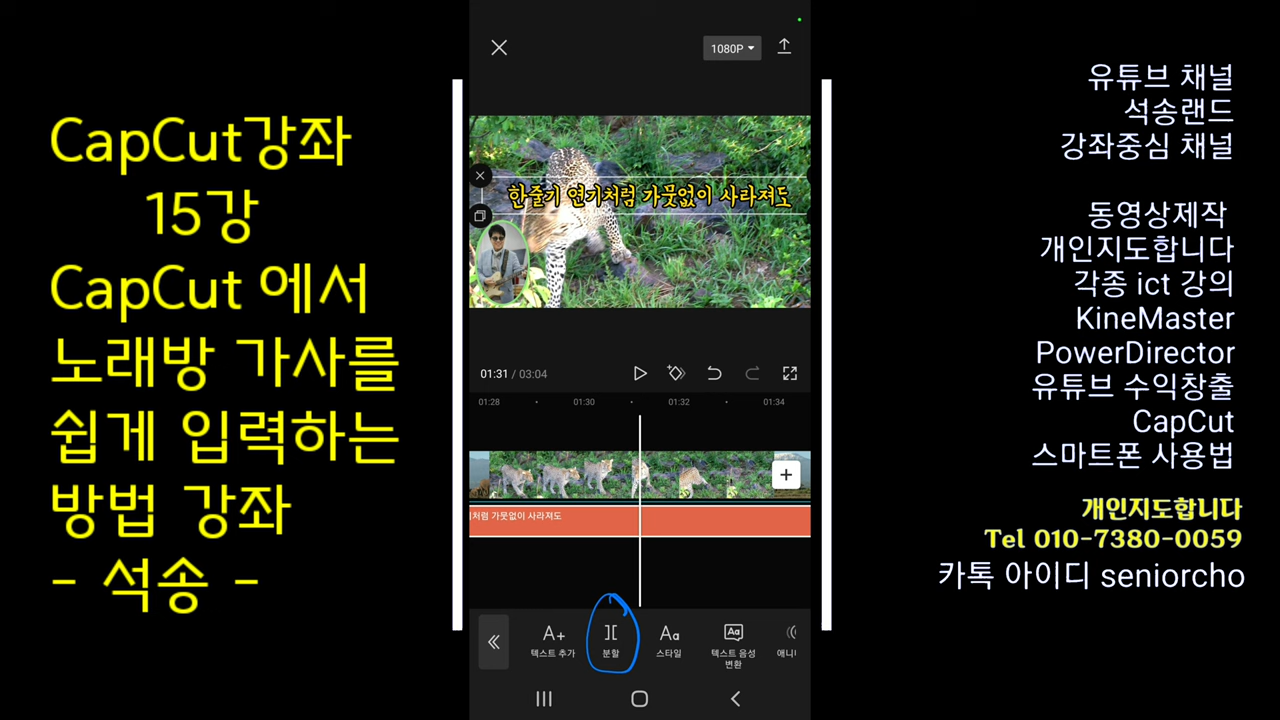 CapCut강좌
15강
CapCut 에서
노래방 가사를
쉽게 입력하는
방법 강좌
- 석송 -
1080P
한줄기 연기처럼 가뭇없이 사라져도
01:31 / 03:04
01:28
01:30
01:32
01:34
처럼 가뭇없이 사라져도
A+
Aa
Aa
텍스트 추가
분할
스타일
텍스트 음성
변환
애니
유튜브 채널
석송랜드
강좌중심 채널
동영상제작
개인지도합니다
각종 ict 강의
KineMaster
PowerDirector
유튜브 수익창출
CapCut
스마트폰 사용법
개인지도합니다
Tel 010-7380-0059
카톡 아이디 seniorcho